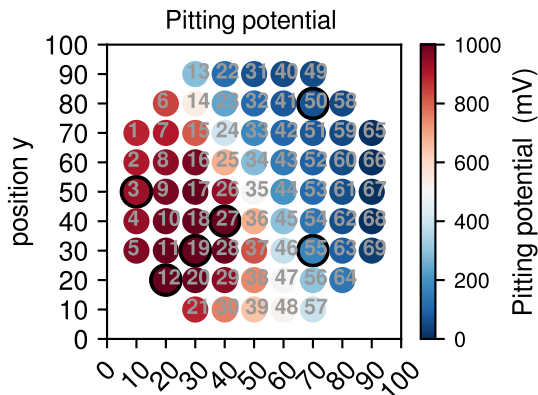 Pitting potential
100
90
80
70
60
50
40
30
20
10
0
position y
13 22 31 40 49
6 14 23 32 41 50 58
1 7 15 24 33 42 51 59 65
2 8 16 25 34 43 52 60 66
3 9 17 26 35 44 53 61 67
4 10 18 27 36 45 54 62 68
5 11 19 28 37 46 55 63 69
12 20 29 38 47 56 64
21 30 39 48 57
0 10 20 30 40 50 60 70 80 90 100
1000
800
600
400
200
0
Pitting potential (mV)